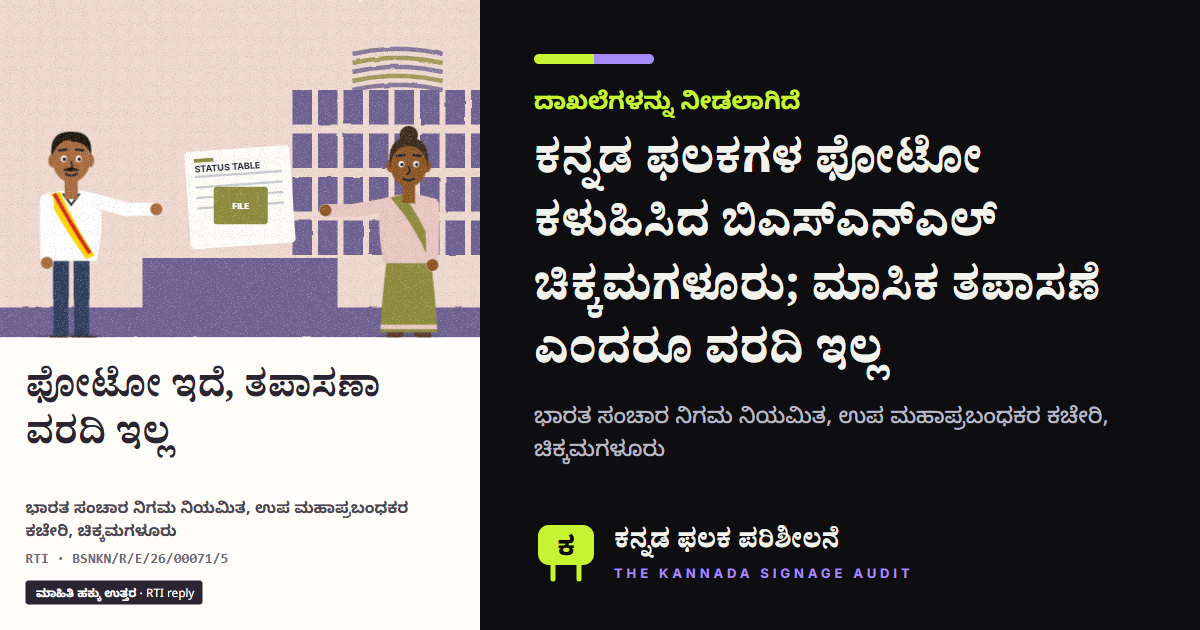 STATUS TABLE
FILE
ಫೋಟೋ ಇದೆ, ತಪಾಸಣಾ
ವರದಿ ಇಲ್ಲ
ಭಾರತ ಸಂಚಾರ ನಿಗಮ ನಿಯಮಿತ, ಉಪ ಮಹಾಪ್ರಬಂಧಕರ
ಕಚೇರಿ, ಚಿಕ್ಕಮಗಳೂರು
RTI · BSNKN/R/E/26/00071/5
ಮಾಹಿತಿ ಹಕ್ಕು ಉತ್ತರ · RTI reply
ದಾಖಲೆಗಳನ್ನು ನೀಡಲಾಗಿದೆ
ಕನ್ನಡ ಫಲಕಗಳ ಫೋಟೋ
ಕಳುಹಿಸಿದ ಬಿಎಸ್‌ಎನ್‌ಎಲ್
ಚಿಕ್ಕಮಗಳೂರು; ಮಾಸಿಕ ತಪಾಸಣೆ
ಎಂದರೂ ವರದಿ ಇಲ್ಲ
ಭಾರತ ಸಂಚಾರ ನಿಗಮ ನಿಯಮಿತ, ಉಪ ಮಹಾಪ್ರಬಂಧಕರ ಕಚೇರಿ,
ಚಿಕ್ಕಮಗಳೂರು
ಕ
ಕನ್ನಡ ಫಲಕ ಪರಿಶೀಲನೆ
THE KANNADA SIGNAGE AUDIT